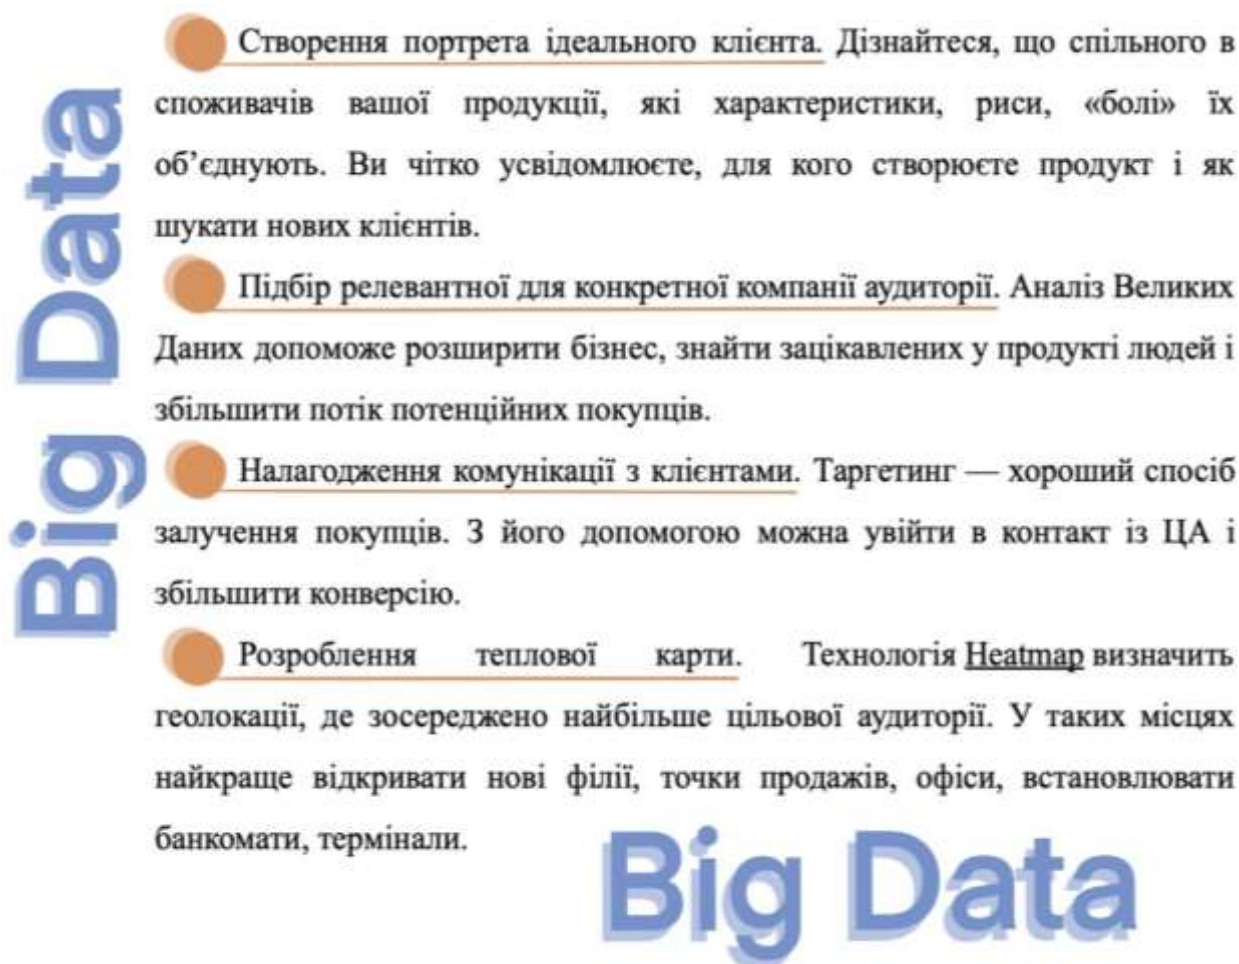 Створення портрета ідеального клієнта. Дізнайтеся, що спільного в
споживачів вашої продукції, які характеристики, риси, «болі» їх
об’єднують. Ви чітко усвідомлюєте, для кого створюєте продукт і як
шукати нових клієнтів.
Підбір релевантної для конкретної компанії аудиторії. Аналіз Великих
Даних допоможе розширити бізнес, знайти зацікавлених у продукті людей і
збільшити потік потенційних покупців.
Налагодження комунікації з клієнтами. Таргетинг — хороший спосіб
залучення покупців. З його допомогою можна увійти в контакт із ЦА і
збільшити конверсію.
Розроблення теплової карти. Технологія Heatmap визначить
геолокації, де зосереджено найбільше цільової аудиторії. У таких місцях
найкраще відкривати нові філії, точки продажів, офіси, встановлювати
банкомати, термінали.
Big Data
Big Data